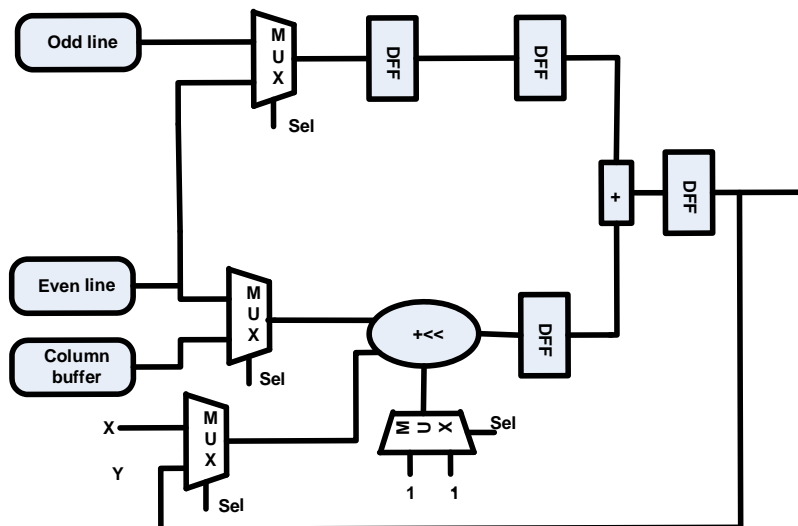 Odd line
M
U
X
DFF
DFF
Sel
+
DFF
Even line
M
U
X
+<<
DFF
Column
buffer
Sel
X
M
U
X
M U X
Sel
Y
Sel
1 1